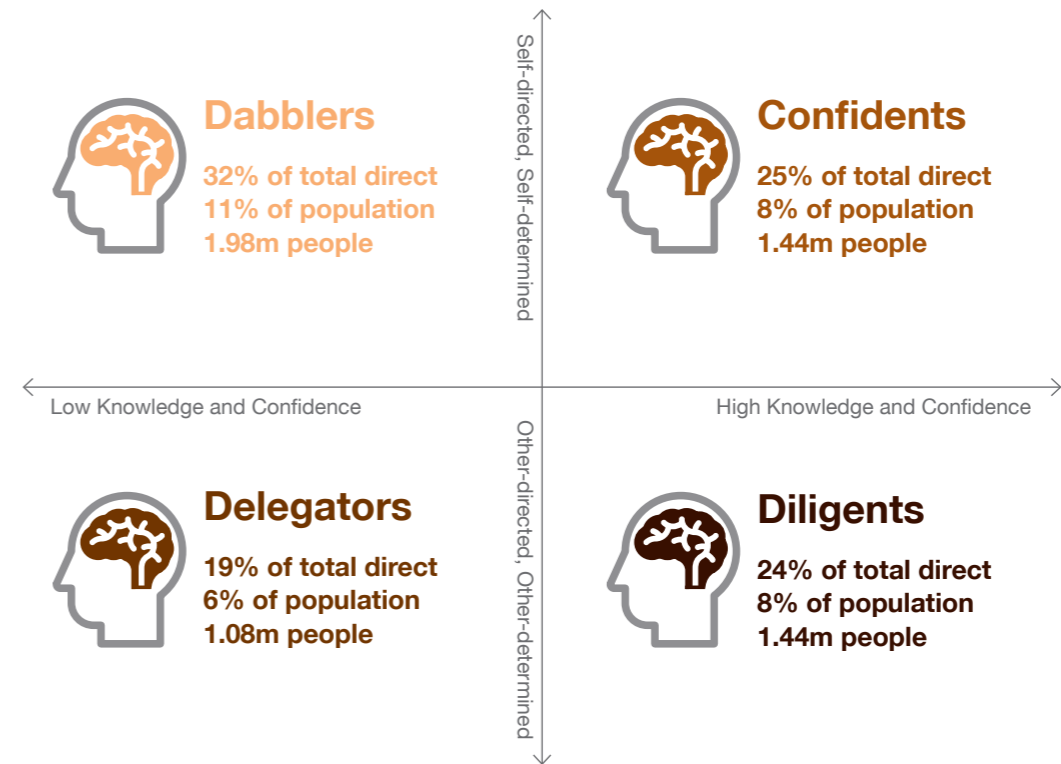 Self-directed, Self-determined
Dabblers
32% of total direct
11% of population
1.98m people
Confidents
25% of total direct
8% of population
1.44m people
Low Knowledge and Confidence
High Knowledge and Confidence
Other-directed, Other-determined
Delegators
19% of total direct
6% of population
1.08m people
Diligents
24% of total direct
8% of population
1.44m people